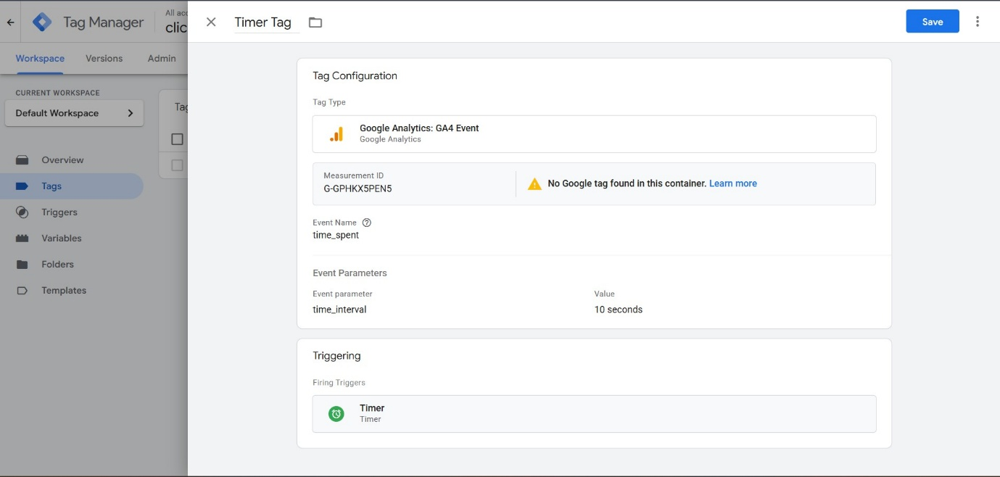 Tag Manager
All acc
clic
Timer Tag
Save
Workspace
Versions
Admin
CURRENT WORKSPACE
Default Workspace
Tag
Overview
Tags
Triggers
Variables
Folders
Templates
Tag Configuration
Tag Type
Google Analytics: GA4 Event
Google Analytics
Measurement ID
G-GPHKX5PEN5
No Google tag found in this container. Learn more
Event Name
time_spent
Event Parameters
Event parameter
Value
time_interval
10 seconds
Triggering
Firing Triggers
Timer
Timer